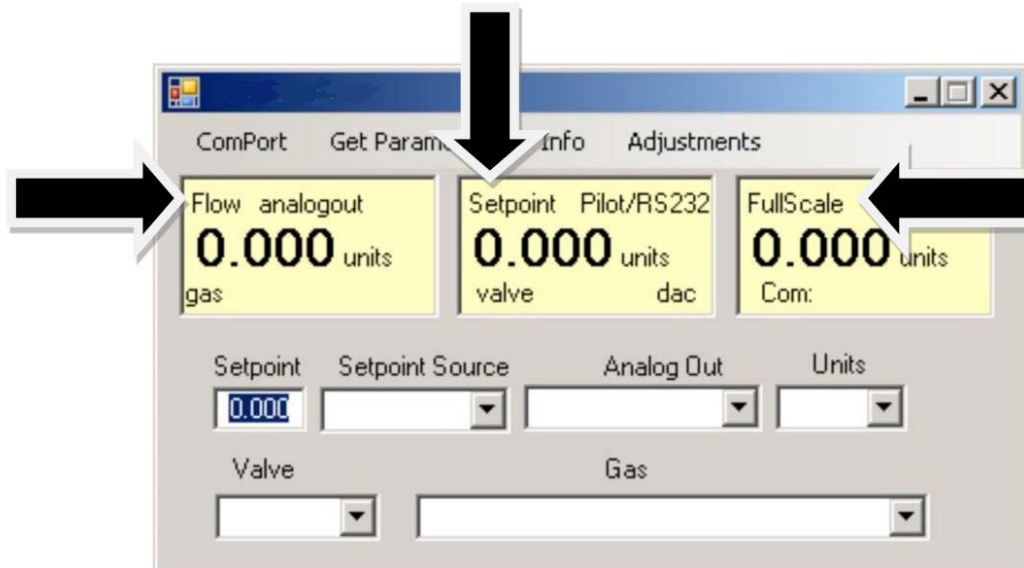 ComPort Get Param Info Adjustments
Flow analogout
0.000 units
gas
Setpoint Pilot/RS232
0.000 units
valve dac
FullScale
0.000 units
Com:
Setpoint Setpoint Source Analog Out Units
0.000
Valve Gas